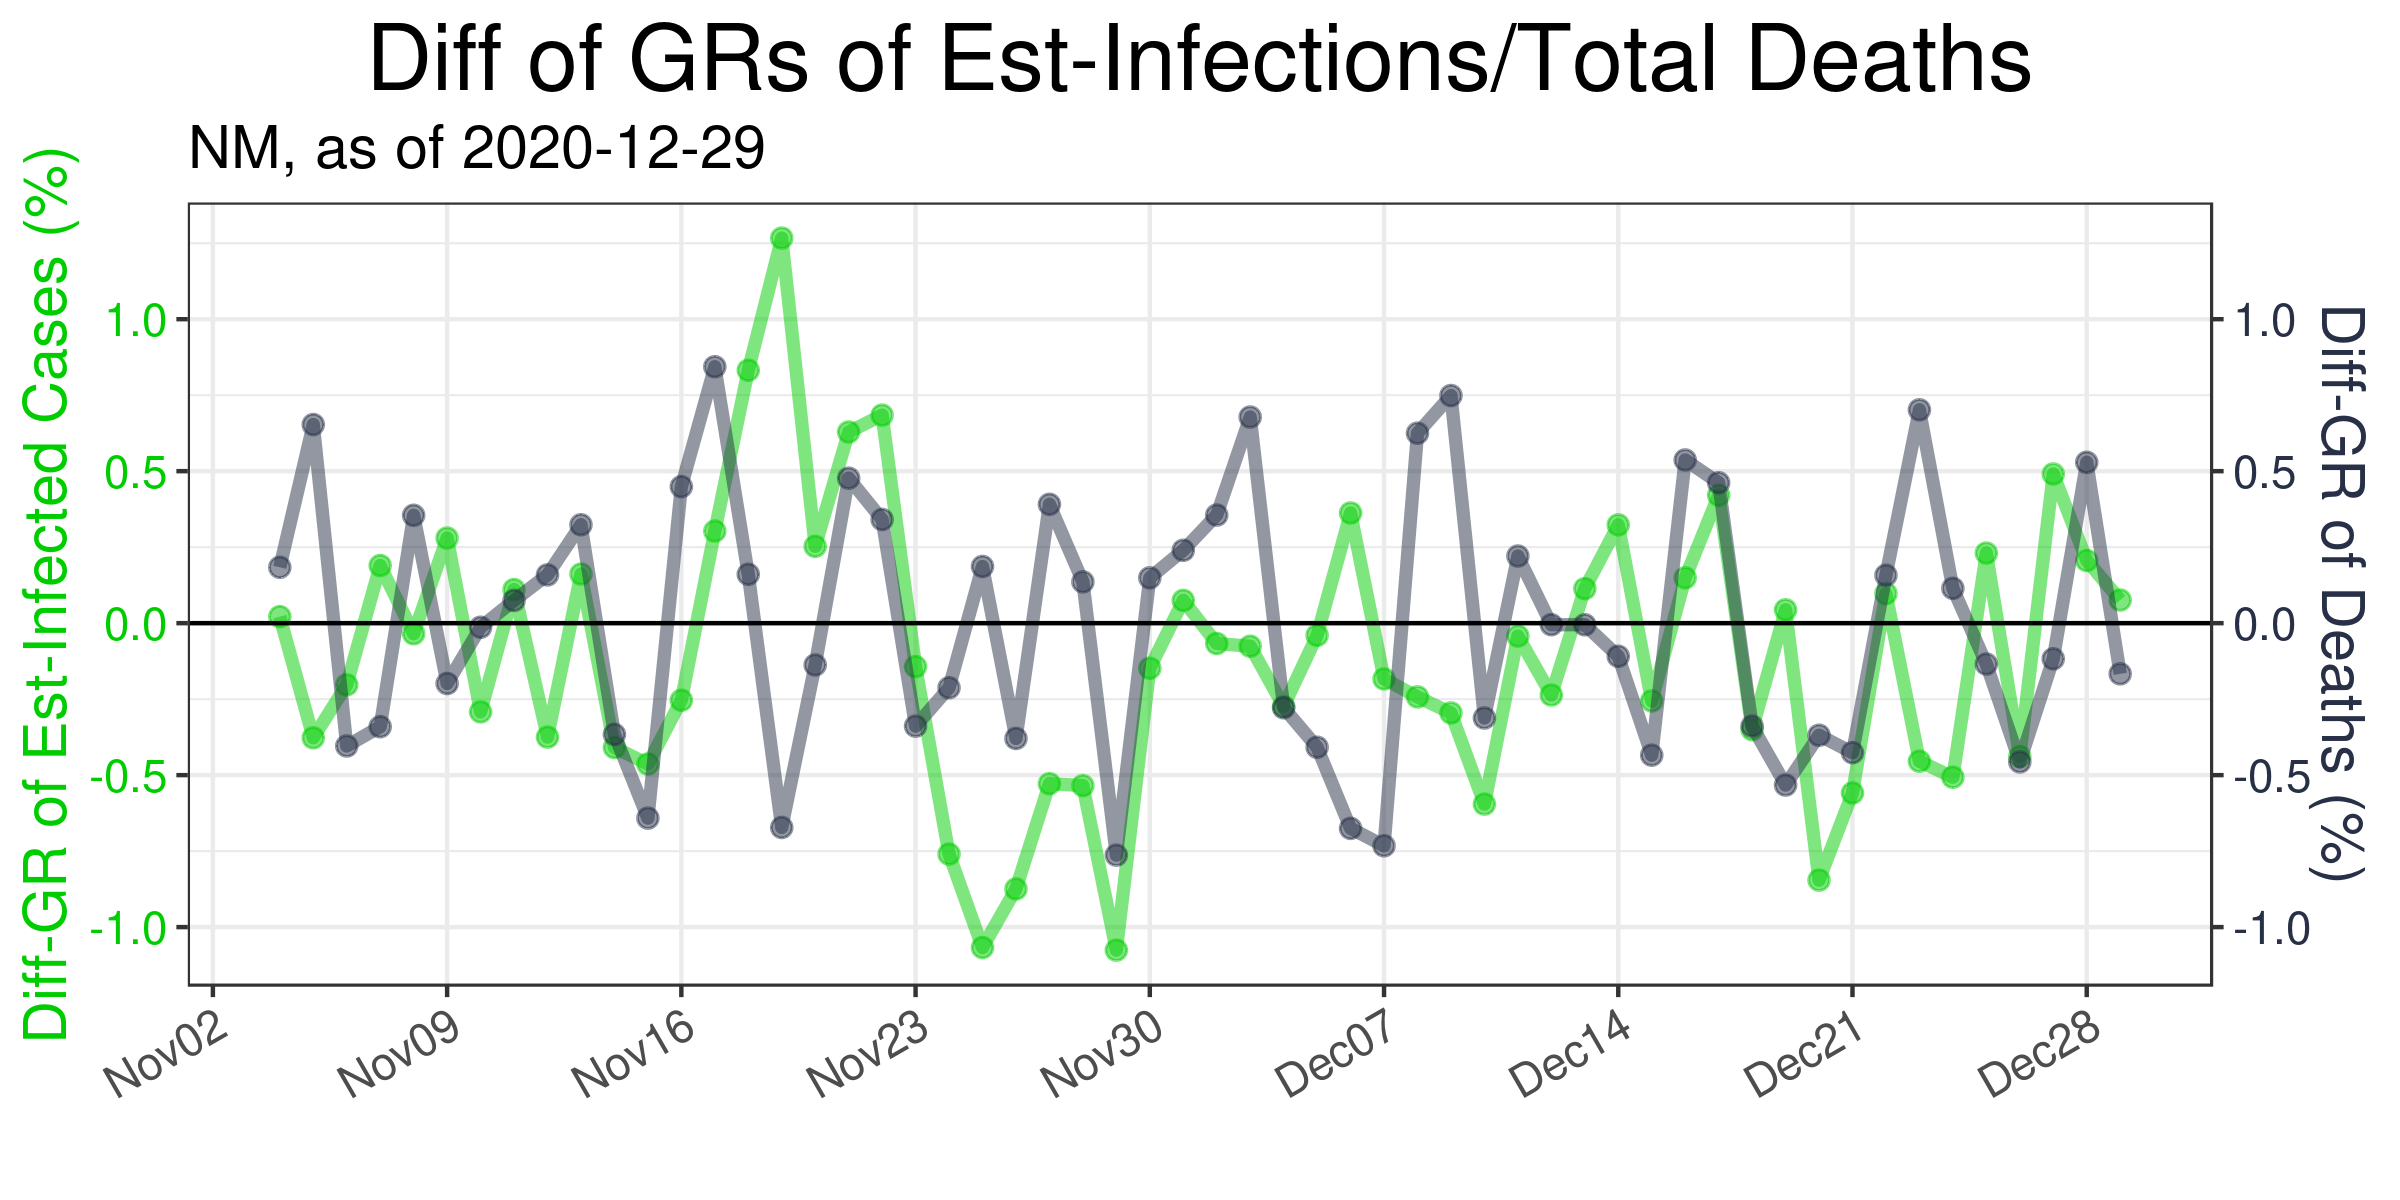 Diff of GRs of Est-Infections/Total Deaths
NM, as of 2020-12-29
Diff-GR of Est-Infected Cases (%)
1.0
0.5
0.0
-0.5
-1.0
1.0
0.5
0.0
-0.5
-1.0
Diff-GR of Deaths (%)
Nov02
Nov09
Nov16
Nov23
Nov30
Dec07
Dec14
Dec21
Dec28